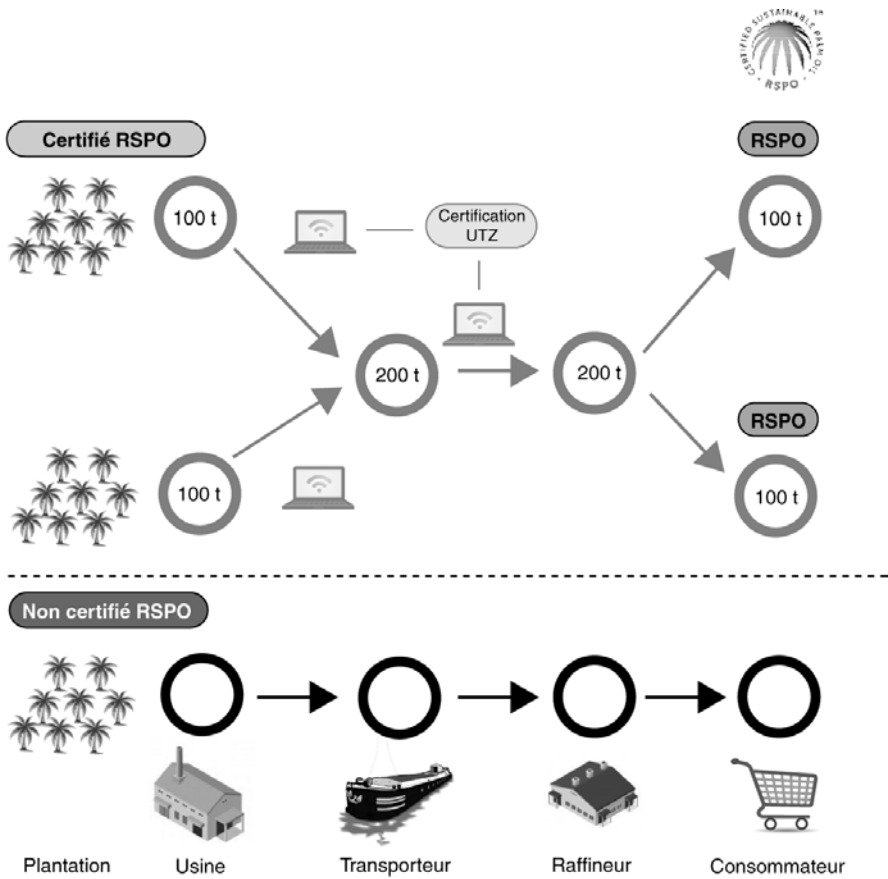 CERTIFIED SUSTAINABLE PALM OIL · RSPO · TM
Certifié RSPO
RSPO
100 t
Certification
UTZ
100 t
200 t
200 t
RSPO
100 t
100 t
Non certifié RSPO
Plantation
Usine
Transporteur
Raffineur
Consommateur